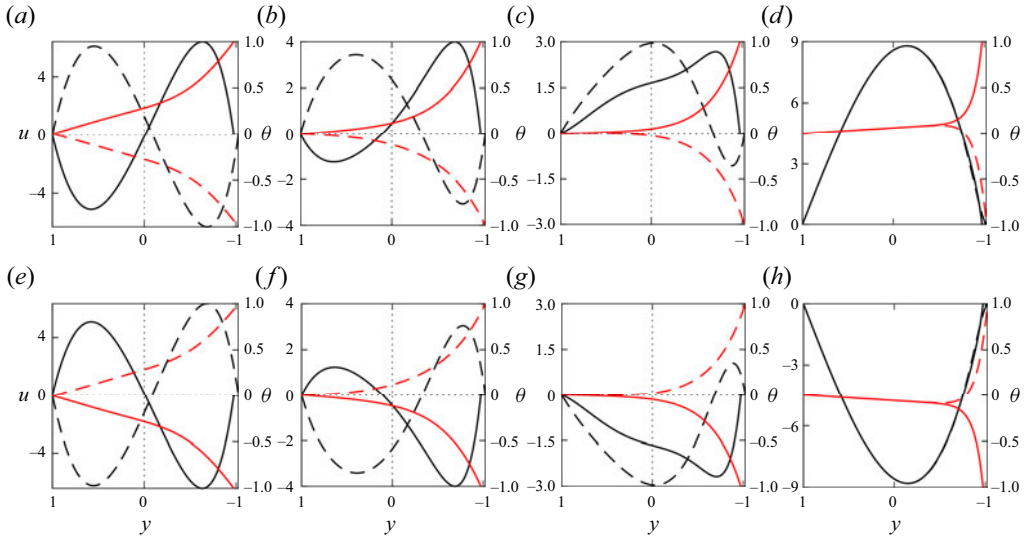 (a) (b) (c) (d)
4 1.0 4 1.0 3.0 1.0 9 1.0
u 0 0.5 2 0.5 1.5 0.5 6 0.5
0 θ 0 0 θ 0 0 θ 3 0 θ
−4 −0.5 −2 −0.5 −1.5 −0.5 −0.5
−1.0 −4 −1.0 −3.0 −1.0 0 −1.0
1 0 −1 1 0 −1 1 0 −1 1 0 −1
(e) (f) (g) (h)
4 1.0 4 1.0 3.0 1.0 0 1.0
0.5 2 0.5 1.5 0.5 −3 0.5
u 0 0 θ 0 0 θ 0 0 θ −6 0 θ
−4 −0.5 −2 −0.5 −1.5 −0.5 −0.5
−1.0 4 −1.0 −3.0 −1.0 −9 −1.0
1 0 −1 1 0 −1 1 0 −1 1 0 −1
y y y y